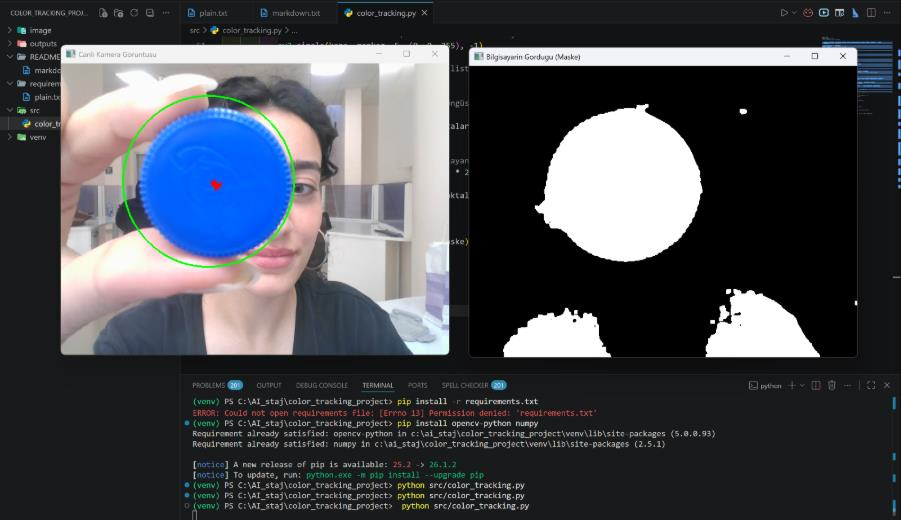 COLOR_TRACKING_PROJ...
image
outputs
README
markdo
requirem
plain.tx
src
color_tr
venv
plain.txt
markdown.txt
color_tracking.py
src > color_tracking.py > ...
Canli Kamera Goruntusu
Bilgisayarin Gordugu (Maske)
PROBLEMS 201 OUTPUT DEBUG CONSOLE TERMINAL PORTS SPELL CHECKER 201
python
(venv) PS C:\AI_staj\color_tracking_project> pip install -r requirements.txt
ERROR: Could not open requirements file: [Errno 13] Permission denied: 'requirements.txt'
(venv) PS C:\AI_staj\color_tracking_project> pip install opencv-python numpy
Requirement already satisfied: opencv-python in c:\ai_staj\color_tracking_project\venv\lib\site-packages (5.0.0.93)
Requirement already satisfied: numpy in c:\ai_staj\color_tracking_project\venv\lib\site-packages (2.5.1)
[notice] A new release of pip is available: 25.2 -> 26.1.2
[notice] To update, run: python.exe -m pip install --upgrade pip
(venv) PS C:\AI_staj\color_tracking_project> python src/color_tracking.py
(venv) PS C:\AI_staj\color_tracking_project> python src/color_tracking.py
(venv) PS C:\AI_staj\color_tracking_project> python src/color_tracking.py